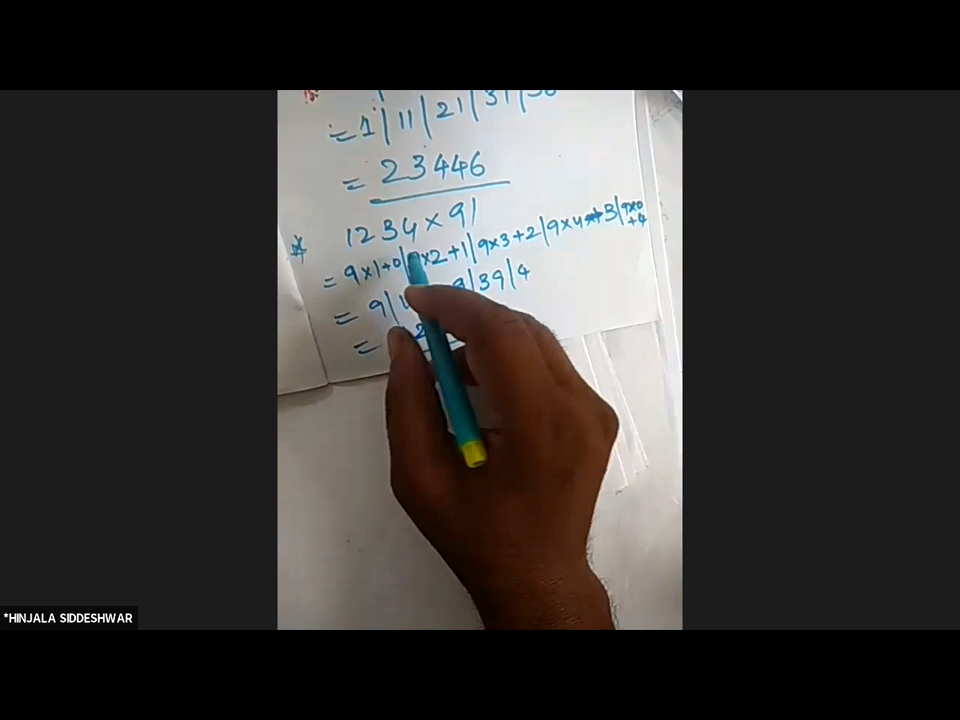 = 1 | 11 | 21 | 31 |
= 23446
* 1234 × 91
= 9×1+0 | 9×2+1 | 9×3+2 | 9×4+3 | 9×0+4
= 9 | | 39 | 4
= 2
*HINJALA SIDDESHWAR